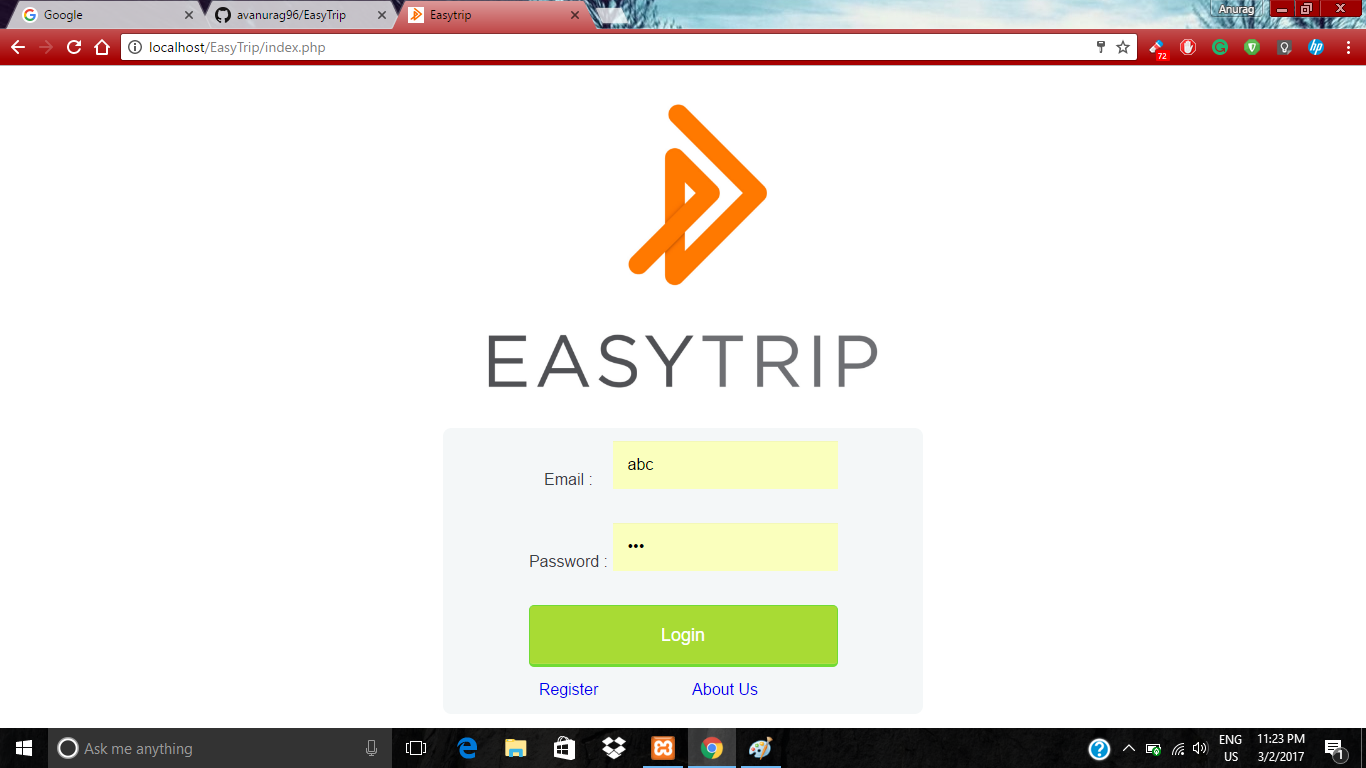 Google
avanurag96/EasyTrip
Easytrip
Anurag
localhost/EasyTrip/index.php
72
hp
EASYTRIP
Email :
abc
Password :
•••
Login
Register
About Us
Ask me anything
ENG
US
11:23 PM
3/2/2017
1